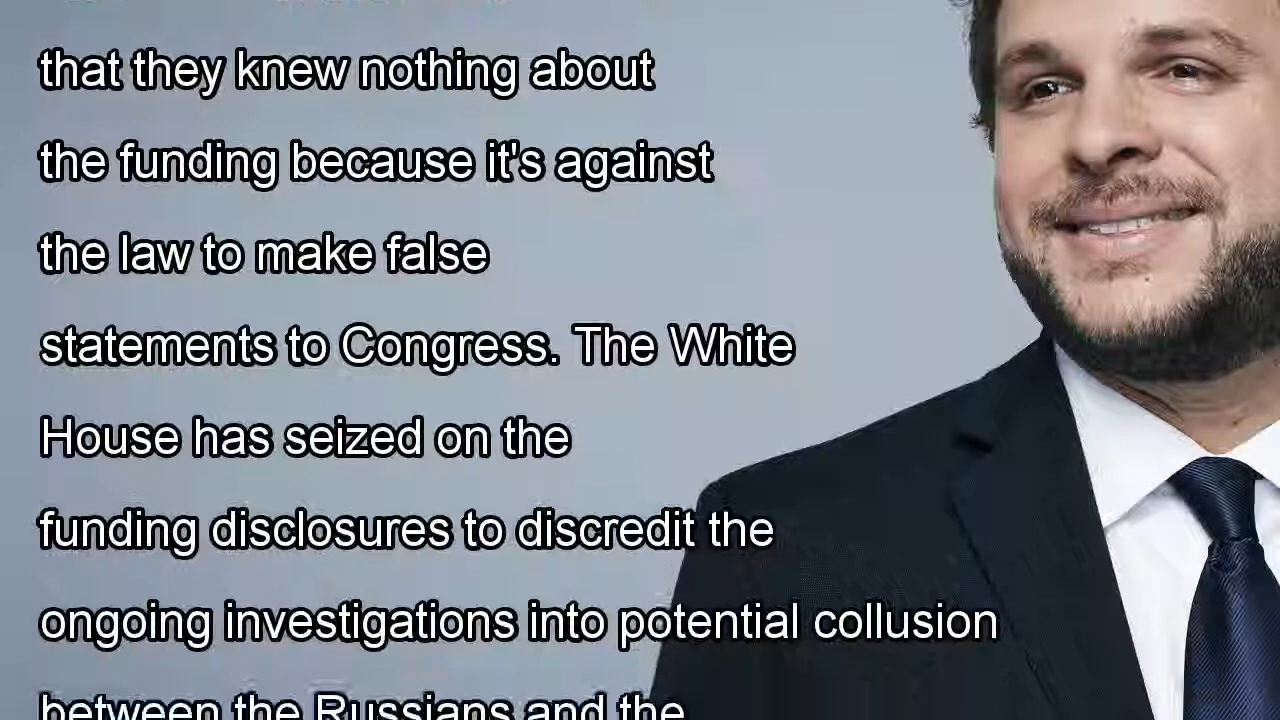 that they knew nothing about
the funding because it's against
the law to make false
statements to Congress. The White
House has seized on the
funding disclosures to discredit the
ongoing investigations into potential collusion
between the Russians and the